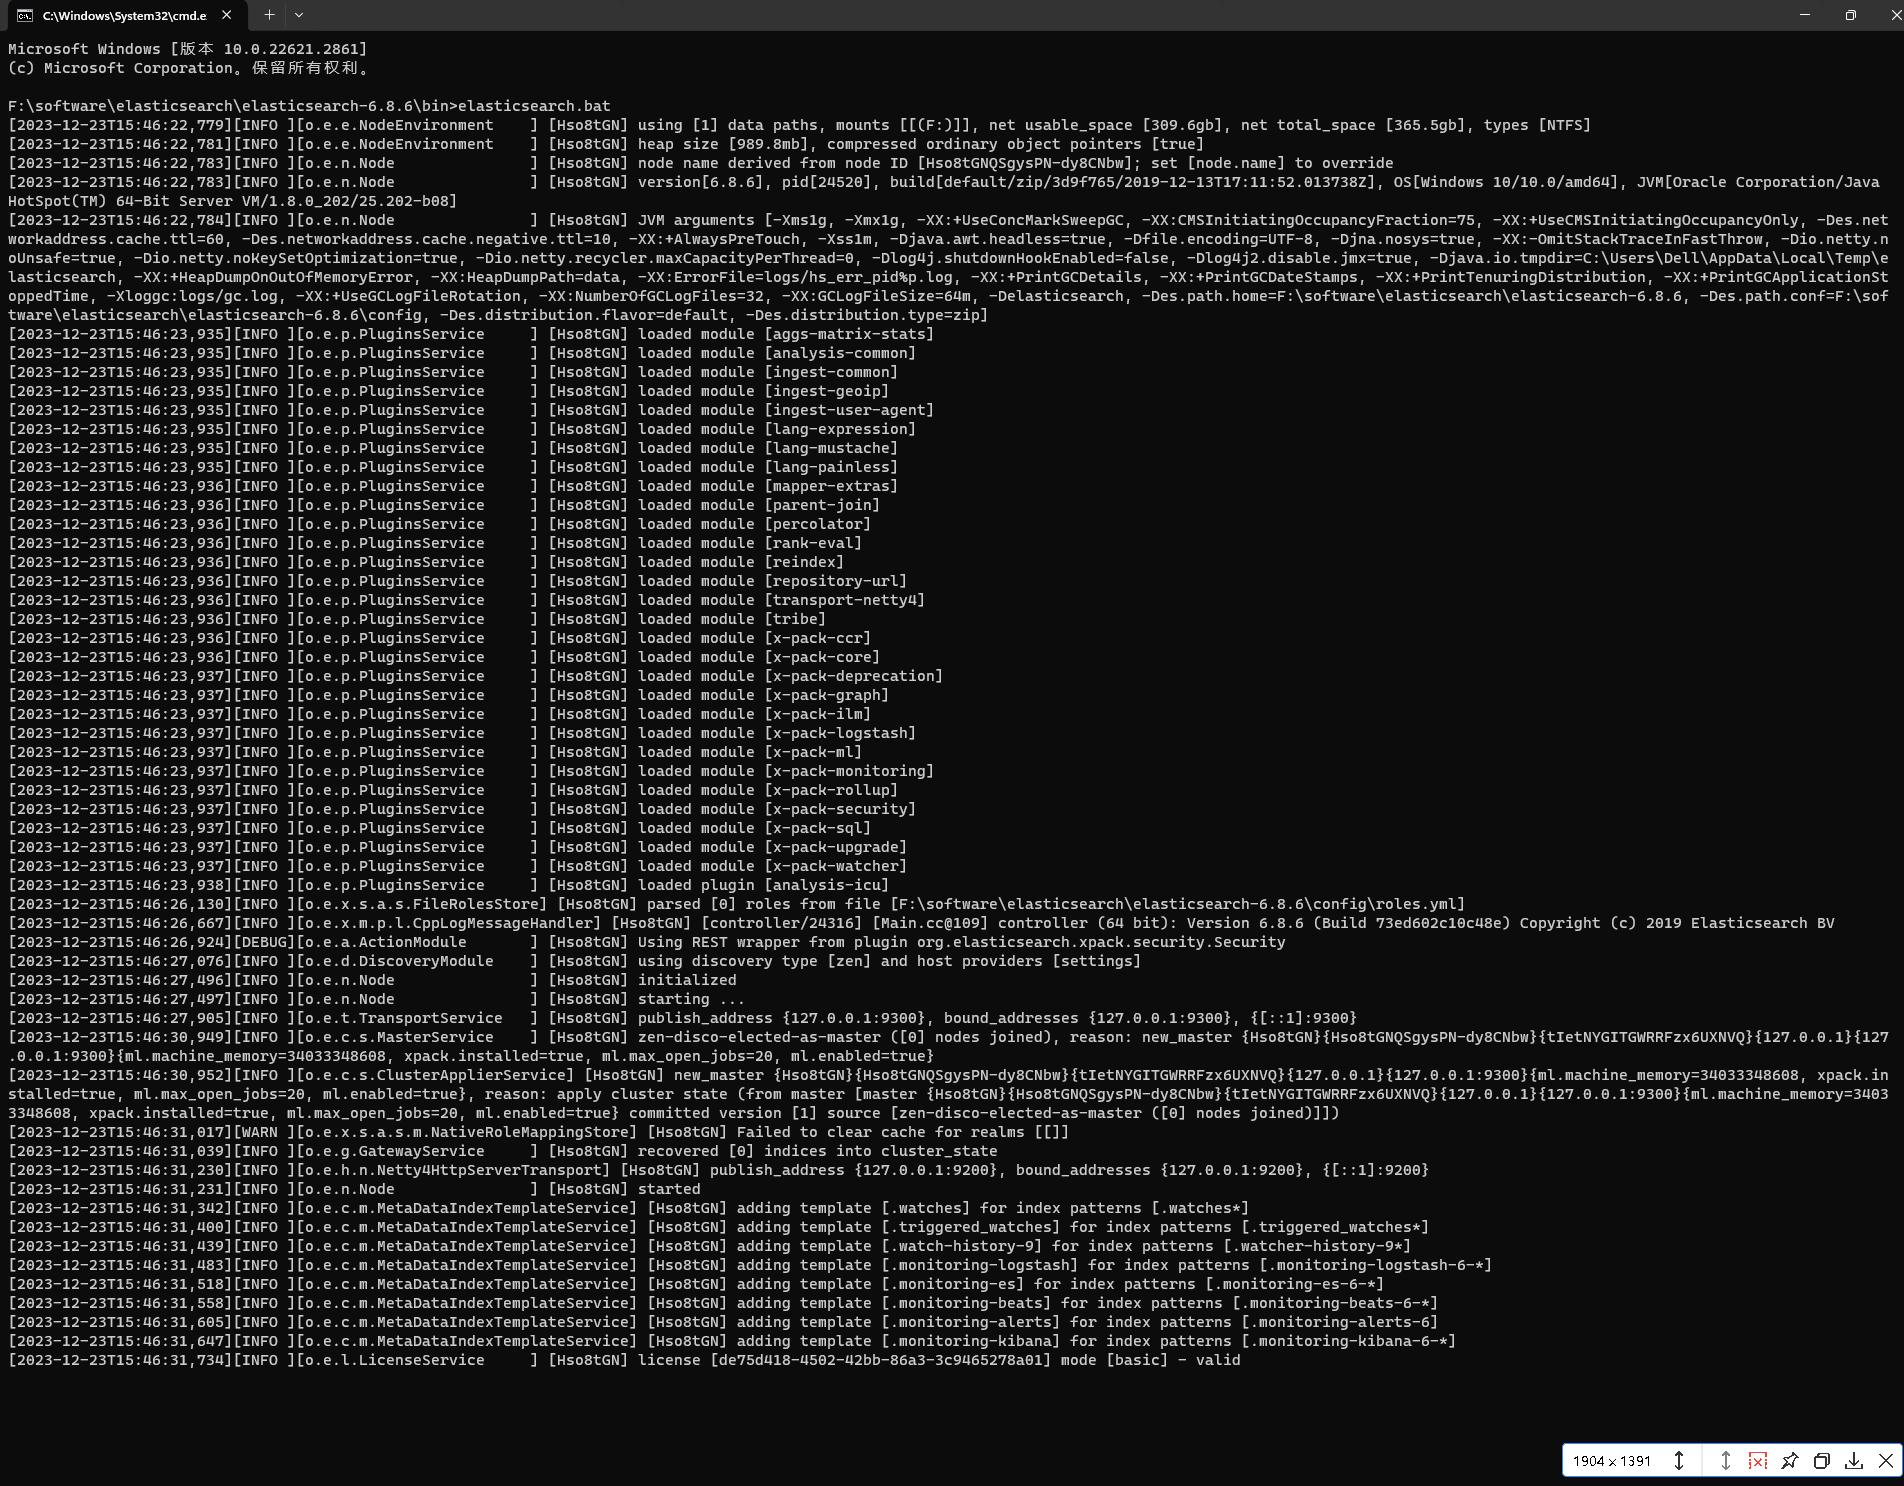 C:\Windows\System32\cmd.e
Microsoft Windows [版本 10.0.22621.2861]
(c) Microsoft Corporation。保留所有权利。
F:\software\elasticsearch\elasticsearch-6.8.6\bin>elasticsearch.bat
[2023-12-23T15:46:22,779][INFO ][o.e.e.NodeEnvironment    ] [Hso8tGN] using [1] data paths, mounts [[(F:)]], net usable_space [309.6gb], net total_space [365.5gb], types [NTFS]
[2023-12-23T15:46:22,781][INFO ][o.e.e.NodeEnvironment    ] [Hso8tGN] heap size [989.8mb], compressed ordinary object pointers [true]
[2023-12-23T15:46:22,783][INFO ][o.e.n.Node               ] [Hso8tGN] node name derived from node ID [Hso8tGNQSgysPN-dy8CNbw]; set [node.name] to override
[2023-12-23T15:46:22,783][INFO ][o.e.n.Node               ] [Hso8tGN] version[6.8.6], pid[24520], build[default/zip/3d9f765/2019-12-13T17:11:52.013738Z], OS[Windows 10/10.0/amd64], JVM[Oracle Corporation/Java
HotSpot(TM) 64-Bit Server VM/1.8.0_202/25.202-b08]
[2023-12-23T15:46:22,784][INFO ][o.e.n.Node               ] [Hso8tGN] JVM arguments [-Xms1g, -Xmx1g, -XX:+UseConcMarkSweepGC, -XX:CMSInitiatingOccupancyFraction=75, -XX:+UseCMSInitiatingOccupancyOnly, -Des.net
workaddress.cache.ttl=60, -Des.networkaddress.cache.negative.ttl=10, -XX:+AlwaysPreTouch, -Xss1m, -Djava.awt.headless=true, -Dfile.encoding=UTF-8, -Djna.nosys=true, -XX:-OmitStackTraceInFastThrow, -Dio.netty.n
oUnsafe=true, -Dio.netty.noKeySetOptimization=true, -Dio.netty.recycler.maxCapacityPerThread=0, -Dlog4j.shutdownHookEnabled=false, -Dlog4j2.disable.jmx=true, -Djava.io.tmpdir=C:\Users\Dell\AppData\Local\Temp\e
lasticsearch, -XX:+HeapDumpOnOutOfMemoryError, -XX:HeapDumpPath=data, -XX:ErrorFile=logs/hs_err_pid%p.log, -XX:+PrintGCDetails, -XX:+PrintGCDateStamps, -XX:+PrintTenuringDistribution, -XX:+PrintGCApplicationSt
oppedTime, -Xloggc:logs/gc.log, -XX:+UseGCLogFileRotation, -XX:NumberOfGCLogFiles=32, -XX:GCLogFileSize=64m, -Delasticsearch, -Des.path.home=F:\software\elasticsearch\elasticsearch-6.8.6, -Des.path.conf=F:\sof
tware\elasticsearch\elasticsearch-6.8.6\config, -Des.distribution.flavor=default, -Des.distribution.type=zip]
[2023-12-23T15:46:23,935][INFO ][o.e.p.PluginsService     ] [Hso8tGN] loaded module [aggs-matrix-stats]
[2023-12-23T15:46:23,935][INFO ][o.e.p.PluginsService     ] [Hso8tGN] loaded module [analysis-common]
[2023-12-23T15:46:23,935][INFO ][o.e.p.PluginsService     ] [Hso8tGN] loaded module [ingest-common]
[2023-12-23T15:46:23,935][INFO ][o.e.p.PluginsService     ] [Hso8tGN] loaded module [ingest-geoip]
[2023-12-23T15:46:23,935][INFO ][o.e.p.PluginsService     ] [Hso8tGN] loaded module [ingest-user-agent]
[2023-12-23T15:46:23,935][INFO ][o.e.p.PluginsService     ] [Hso8tGN] loaded module [lang-expression]
[2023-12-23T15:46:23,935][INFO ][o.e.p.PluginsService     ] [Hso8tGN] loaded module [lang-mustache]
[2023-12-23T15:46:23,935][INFO ][o.e.p.PluginsService     ] [Hso8tGN] loaded module [lang-painless]
[2023-12-23T15:46:23,936][INFO ][o.e.p.PluginsService     ] [Hso8tGN] loaded module [mapper-extras]
[2023-12-23T15:46:23,936][INFO ][o.e.p.PluginsService     ] [Hso8tGN] loaded module [parent-join]
[2023-12-23T15:46:23,936][INFO ][o.e.p.PluginsService     ] [Hso8tGN] loaded module [percolator]
[2023-12-23T15:46:23,936][INFO ][o.e.p.PluginsService     ] [Hso8tGN] loaded module [rank-eval]
[2023-12-23T15:46:23,936][INFO ][o.e.p.PluginsService     ] [Hso8tGN] loaded module [reindex]
[2023-12-23T15:46:23,936][INFO ][o.e.p.PluginsService     ] [Hso8tGN] loaded module [repository-url]
[2023-12-23T15:46:23,936][INFO ][o.e.p.PluginsService     ] [Hso8tGN] loaded module [transport-netty4]
[2023-12-23T15:46:23,936][INFO ][o.e.p.PluginsService     ] [Hso8tGN] loaded module [tribe]
[2023-12-23T15:46:23,936][INFO ][o.e.p.PluginsService     ] [Hso8tGN] loaded module [x-pack-ccr]
[2023-12-23T15:46:23,936][INFO ][o.e.p.PluginsService     ] [Hso8tGN] loaded module [x-pack-core]
[2023-12-23T15:46:23,937][INFO ][o.e.p.PluginsService     ] [Hso8tGN] loaded module [x-pack-deprecation]
[2023-12-23T15:46:23,937][INFO ][o.e.p.PluginsService     ] [Hso8tGN] loaded module [x-pack-graph]
[2023-12-23T15:46:23,937][INFO ][o.e.p.PluginsService     ] [Hso8tGN] loaded module [x-pack-ilm]
[2023-12-23T15:46:23,937][INFO ][o.e.p.PluginsService     ] [Hso8tGN] loaded module [x-pack-logstash]
[2023-12-23T15:46:23,937][INFO ][o.e.p.PluginsService     ] [Hso8tGN] loaded module [x-pack-ml]
[2023-12-23T15:46:23,937][INFO ][o.e.p.PluginsService     ] [Hso8tGN] loaded module [x-pack-monitoring]
[2023-12-23T15:46:23,937][INFO ][o.e.p.PluginsService     ] [Hso8tGN] loaded module [x-pack-rollup]
[2023-12-23T15:46:23,937][INFO ][o.e.p.PluginsService     ] [Hso8tGN] loaded module [x-pack-security]
[2023-12-23T15:46:23,937][INFO ][o.e.p.PluginsService     ] [Hso8tGN] loaded module [x-pack-sql]
[2023-12-23T15:46:23,937][INFO ][o.e.p.PluginsService     ] [Hso8tGN] loaded module [x-pack-upgrade]
[2023-12-23T15:46:23,937][INFO ][o.e.p.PluginsService     ] [Hso8tGN] loaded module [x-pack-watcher]
[2023-12-23T15:46:23,938][INFO ][o.e.p.PluginsService     ] [Hso8tGN] loaded plugin [analysis-icu]
[2023-12-23T15:46:26,130][INFO ][o.e.x.s.a.s.FileRolesStore] [Hso8tGN] parsed [0] roles from file [F:\software\elasticsearch\elasticsearch-6.8.6\config\roles.yml]
[2023-12-23T15:46:26,667][INFO ][o.e.x.m.p.l.CppLogMessageHandler] [Hso8tGN] [controller/24316] [Main.cc@109] controller (64 bit): Version 6.8.6 (Build 73ed602c10c48e) Copyright (c) 2019 Elasticsearch BV
[2023-12-23T15:46:26,924][DEBUG][o.e.a.ActionModule       ] [Hso8tGN] Using REST wrapper from plugin org.elasticsearch.xpack.security.Security
[2023-12-23T15:46:27,076][INFO ][o.e.d.DiscoveryModule    ] [Hso8tGN] using discovery type [zen] and host providers [settings]
[2023-12-23T15:46:27,496][INFO ][o.e.n.Node               ] [Hso8tGN] initialized
[2023-12-23T15:46:27,497][INFO ][o.e.n.Node               ] [Hso8tGN] starting ...
[2023-12-23T15:46:27,905][INFO ][o.e.t.TransportService   ] [Hso8tGN] publish_address {127.0.0.1:9300}, bound_addresses {127.0.0.1:9300}, {[::1]:9300}
[2023-12-23T15:46:30,949][INFO ][o.e.c.s.MasterService    ] [Hso8tGN] zen-disco-elected-as-master ([0] nodes joined), reason: new_master {Hso8tGN}{Hso8tGNQSgysPN-dy8CNbw}{tIetNYGITGWRRFzx6UXNVQ}{127.0.0.1}{127
.0.0.1:9300}{ml.machine_memory=34033348608, xpack.installed=true, ml.max_open_jobs=20, ml.enabled=true}
[2023-12-23T15:46:30,952][INFO ][o.e.c.s.ClusterApplierService] [Hso8tGN] new_master {Hso8tGN}{Hso8tGNQSgysPN-dy8CNbw}{tIetNYGITGWRRFzx6UXNVQ}{127.0.0.1}{127.0.0.1:9300}{ml.machine_memory=34033348608, xpack.in
stalled=true, ml.max_open_jobs=20, ml.enabled=true}, reason: apply cluster state (from master [master {Hso8tGN}{Hso8tGNQSgysPN-dy8CNbw}{tIetNYGITGWRRFzx6UXNVQ}{127.0.0.1}{127.0.0.1:9300}{ml.machine_memory=3403
3348608, xpack.installed=true, ml.max_open_jobs=20, ml.enabled=true} committed version [1] source [zen-disco-elected-as-master ([0] nodes joined)]])
[2023-12-23T15:46:31,017][WARN ][o.e.x.s.a.s.m.NativeRoleMappingStore] [Hso8tGN] Failed to clear cache for realms [[]]
[2023-12-23T15:46:31,039][INFO ][o.e.g.GatewayService     ] [Hso8tGN] recovered [0] indices into cluster_state
[2023-12-23T15:46:31,230][INFO ][o.e.h.n.Netty4HttpServerTransport] [Hso8tGN] publish_address {127.0.0.1:9200}, bound_addresses {127.0.0.1:9200}, {[::1]:9200}
[2023-12-23T15:46:31,231][INFO ][o.e.n.Node               ] [Hso8tGN] started
[2023-12-23T15:46:31,342][INFO ][o.e.c.m.MetaDataIndexTemplateService] [Hso8tGN] adding template [.watches] for index patterns [.watches*]
[2023-12-23T15:46:31,400][INFO ][o.e.c.m.MetaDataIndexTemplateService] [Hso8tGN] adding template [.triggered_watches] for index patterns [.triggered_watches*]
[2023-12-23T15:46:31,439][INFO ][o.e.c.m.MetaDataIndexTemplateService] [Hso8tGN] adding template [.watch-history-9] for index patterns [.watcher-history-9*]
[2023-12-23T15:46:31,483][INFO ][o.e.c.m.MetaDataIndexTemplateService] [Hso8tGN] adding template [.monitoring-logstash] for index patterns [.monitoring-logstash-6-*]
[2023-12-23T15:46:31,518][INFO ][o.e.c.m.MetaDataIndexTemplateService] [Hso8tGN] adding template [.monitoring-es] for index patterns [.monitoring-es-6-*]
[2023-12-23T15:46:31,558][INFO ][o.e.c.m.MetaDataIndexTemplateService] [Hso8tGN] adding template [.monitoring-beats] for index patterns [.monitoring-beats-6-*]
[2023-12-23T15:46:31,605][INFO ][o.e.c.m.MetaDataIndexTemplateService] [Hso8tGN] adding template [.monitoring-alerts] for index patterns [.monitoring-alerts-6]
[2023-12-23T15:46:31,647][INFO ][o.e.c.m.MetaDataIndexTemplateService] [Hso8tGN] adding template [.monitoring-kibana] for index patterns [.monitoring-kibana-6-*]
[2023-12-23T15:46:31,734][INFO ][o.e.l.LicenseService     ] [Hso8tGN] license [de75d418-4502-42bb-86a3-3c9465278a01] mode [basic] - valid
1904 x 1391